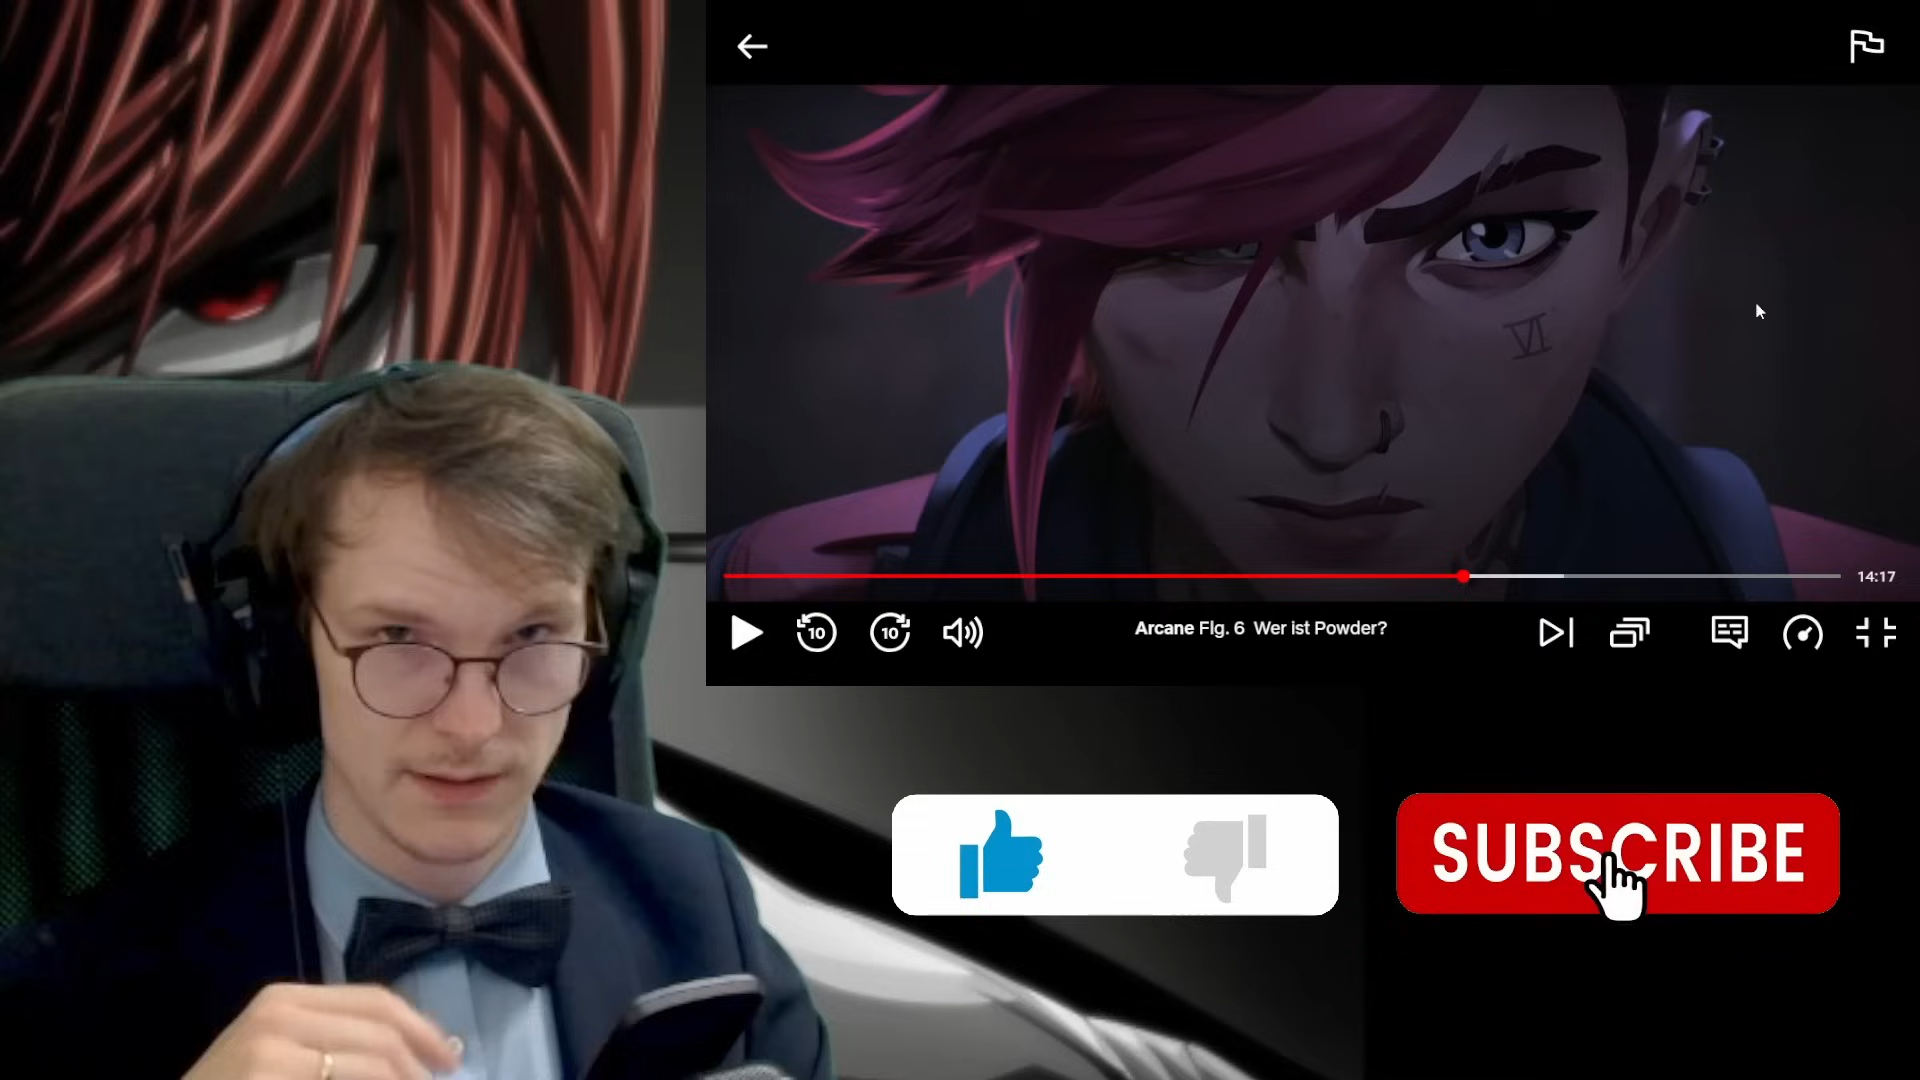 VI
14:17
10
10
Arcane Flg. 6 Wer ist Powder?
SUBSCRIBE